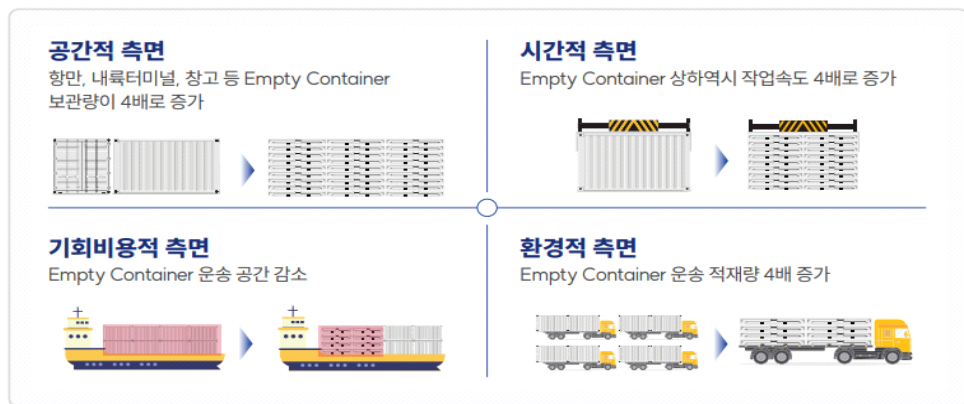 공간적 측면
항만, 내륙터미널, 창고 등 Empty Container
보관량이 4배로 증가
시간적 측면
Empty Container 상하역시 작업속도 4배로 증가
기회비용적 측면
Empty Container 운송 공간 감소
환경적 측면
Empty Container 운송 적재량 4배 증가